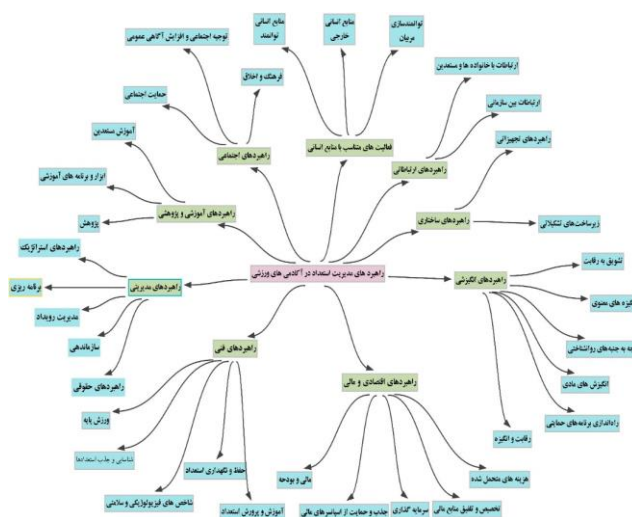 توجیه اجتماعی و افزایش آگاهی عمومی
منابع انسانی
توانمند
منابع انسانی
خارجی
توانمندسازی
مربیان
فرهنگ و اخلاق
ارتباطات با خانواده ها و مستعدین
حمایت اجتماعی
ارتباطات بین سازمانی
آموزش مستعدین
راهبردهای اجتماعی
فعالیت های متناسب با منابع انسانی
راهبردهای ارتباطاتی
راهبردهای تجهیزاتی
ابزار و برنامه های آموزشی
راهبردهای آموزشی و پژوهشی
راهبردهای ساختاری
زیرساخت‌های تشکیلاتی
پژوهش
راهبردهای استراتژیک
راهبرد های مدیریت استعداد در آکادمی های ورزشی
راهبردهای انگیزشی
تشویق به رقابت
برنامه ریزی
راهبردهای مدیریتی
گیزه های معنوی
مدیریت رویداد
سازماندهی
راهبردهای فنی
جه به جنبه‌های روانشناختی
راهبردهای حقوقی
راهبردهای اقتصادی و مالی
انگیزش های مادی
ورزش پایه
راه‌اندازی برنامه‌های حمایتی
رقابت و انگیزه
شناسایی و جذب استعدادها
حفظ و نگهداری استعداد
مالی و بودجه
هزینه های متحمل شده
شاخص های فیزیولوژیکی و سلامتی
آموزش و پرورش استعداد
جذب و حمایت از اسپانسرهای مالی
سرمایه گذاری
تخصیص و تلفیق منابع مالی